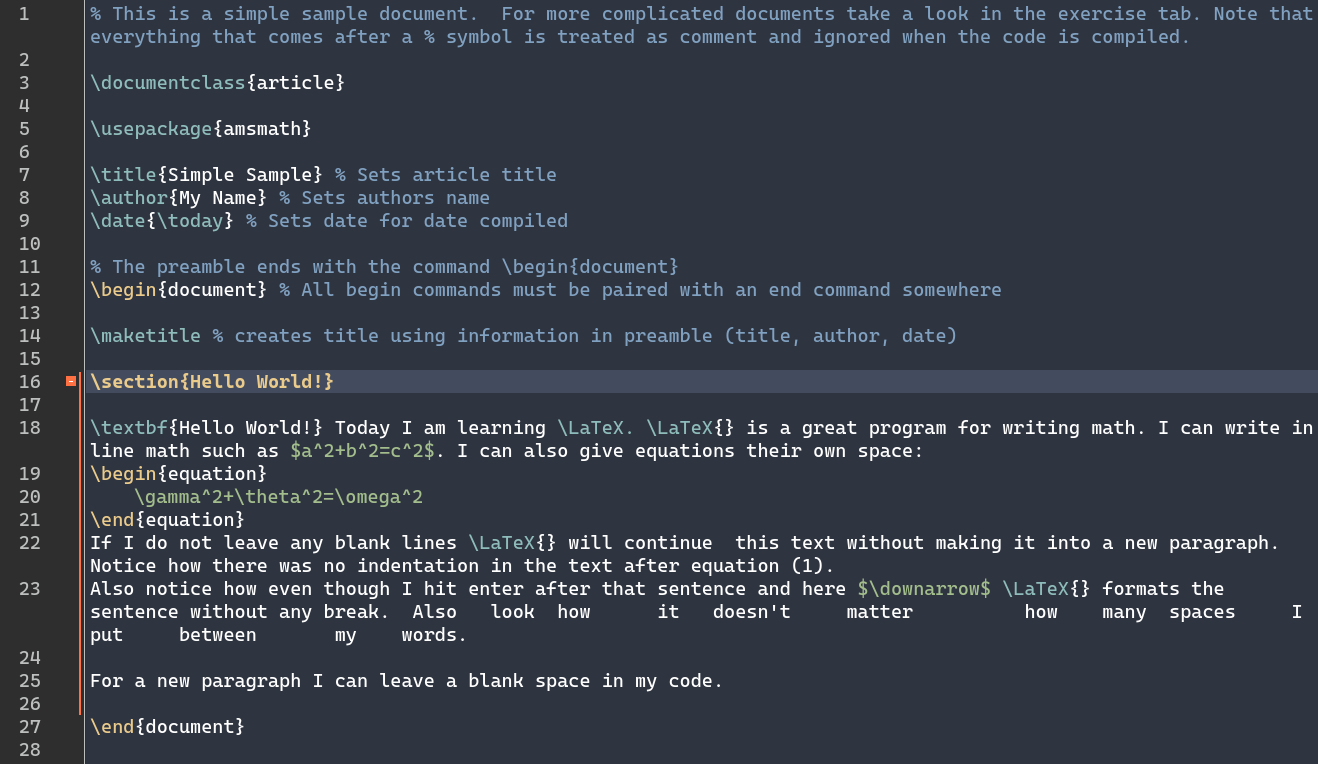 1 % This is a simple sample document.  For more complicated documents take a look in the exercise tab. Note that
everything that comes after a % symbol is treated as comment and ignored when the code is compiled.
2
3 \documentclass{article}
4
5 \usepackage{amsmath}
6
7 \title{Simple Sample} % Sets article title
8 \author{My Name} % Sets authors name
9 \date{\today} % Sets date for date compiled
10
11 % The preamble ends with the command \begin{document}
12 \begin{document} % All begin commands must be paired with an end command somewhere
13
14 \maketitle % creates title using information in preamble (title, author, date)
15
16 \section{Hello World!}
17
18 \textbf{Hello World!} Today I am learning \LaTeX. \LaTeX{} is a great program for writing math. I can write in
line math such as $a^2+b^2=c^2$. I can also give equations their own space:
19 \begin{equation}
20     \gamma^2+\theta^2=\omega^2
21 \end{equation}
22 If I do not leave any blank lines \LaTeX{} will continue  this text without making it into a new paragraph.
Notice how there was no indentation in the text after equation (1).
23 Also notice how even though I hit enter after that sentence and here $\downarrow$ \LaTeX{} formats the
sentence without any break.  Also   look  how      it   doesn't     matter          how    many  spaces     I
put     between       my    words.
24
25 For a new paragraph I can leave a blank space in my code.
26
27 \end{document}
28